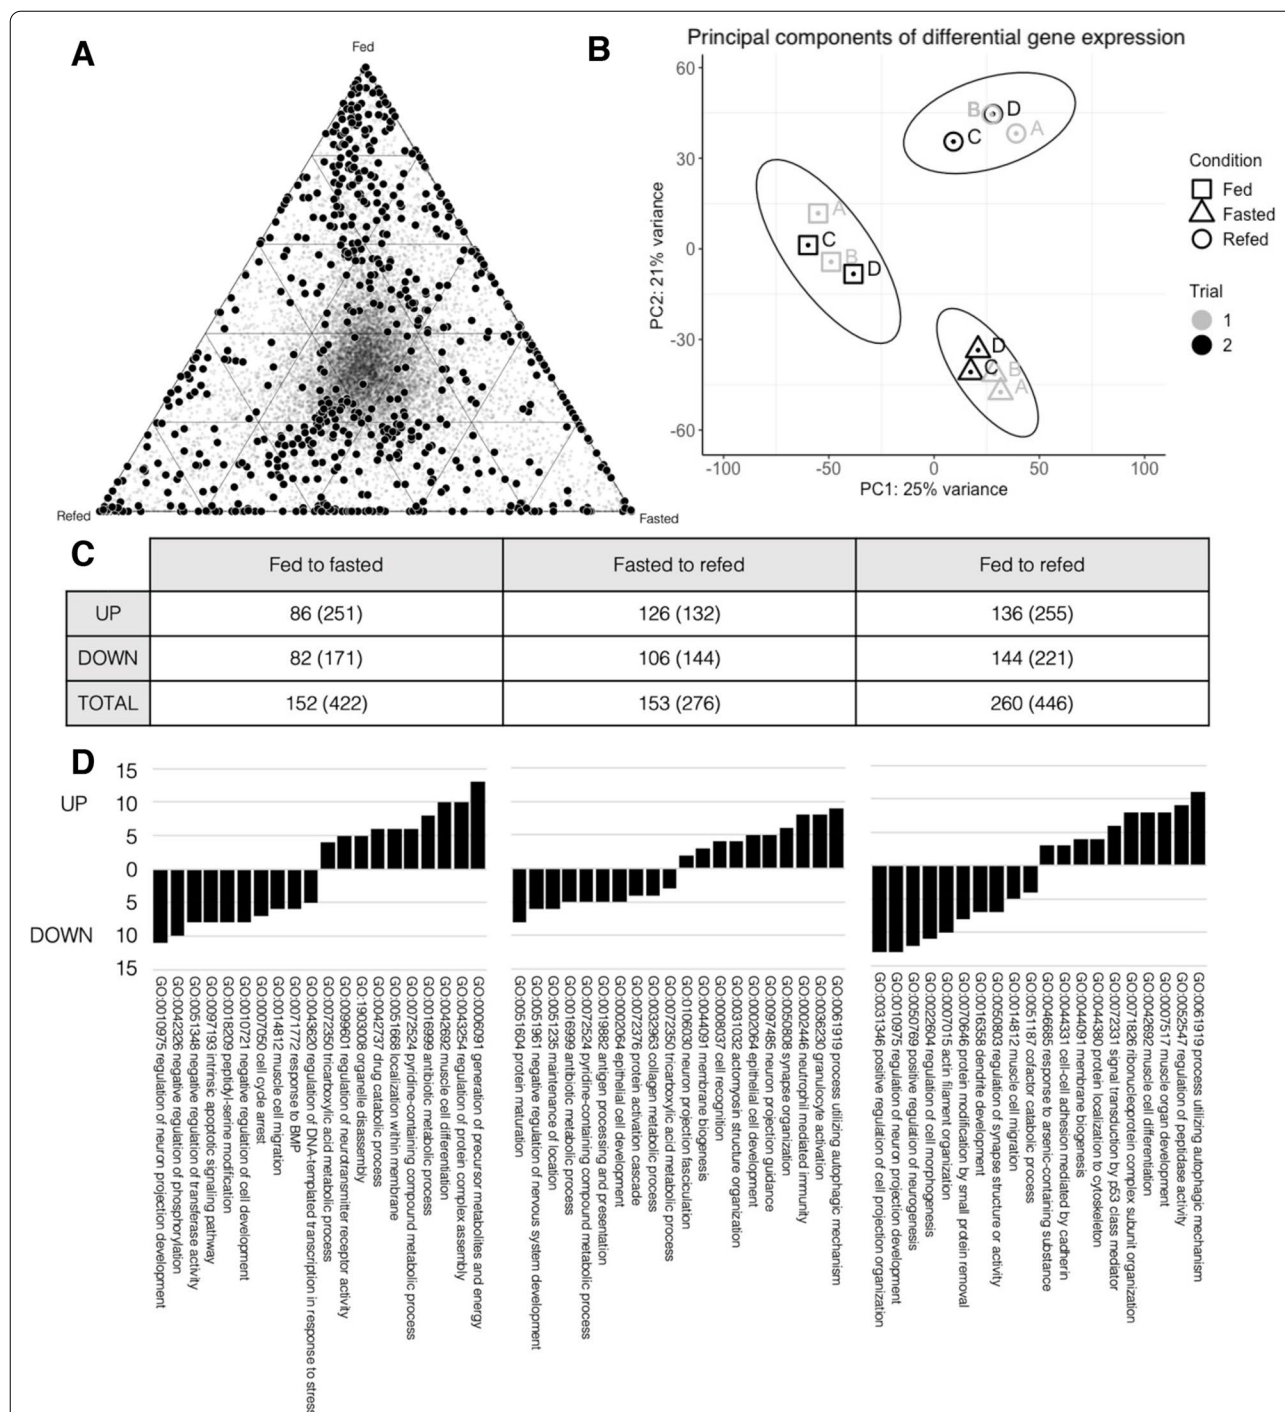 A
Fed
Refed
Fasted
B
Principal components of differential gene expression
60
30
0
-30
-60
PC2: 21% variance
-100
-50
0
50
100
PC1: 25% variance
B
D
C
A
A
C
B
D
D
C
B
A
Condition
Fed
Fasted
Refed
Trial
1
2
C
Fed to fasted
Fasted to refed
Fed to refed
UP
86 (251)
126 (132)
136 (255)
DOWN
82 (171)
106 (144)
144 (221)
TOTAL
152 (422)
153 (276)
260 (446)
D
15
UP
10
5
0
5
DOWN
10
15
GO:0010975 regulation of neuron projection development
GO:0042326 negative regulation of phosphorylation
GO:0051348 negative regulation of transferase activity
GO:0097193 intrinsic apoptotic signaling pathway
GO:0018209 peptidyl-serine modification
GO:0010721 negative regulation of cell development
GO:0007050 cell cycle arrest
GO:0014812 muscle cell migration
GO:0071772 response to BMP
GO:0043620 regulation of DNA-templated transcription in response to stress
GO:0072350 tricarboxylic acid metabolic process
GO:0099601 regulation of neurotransmitter receptor activity
GO:1903008 organelle disassembly
GO:0042737 drug catabolic process
GO:0051668 localization within membrane
GO:0072524 pyridine-containing compound metabolic process
GO:0016999 antibiotic metabolic process
GO:0042692 muscle cell differentiation
GO:0043254 regulation of protein complex assembly
GO:0006091 generation of precursor metabolites and energy
GO:0051604 protein maturation
GO:0051961 negative regulation of nervous system development
GO:0051235 maintenance of location
GO:0016999 antibiotic metabolic process
GO:0072524 pyridine-containing compound metabolic process
GO:0019882 antigen processing and presentation
GO:0002064 epithelial cell development
GO:0072376 protein activation cascade
GO:0032963 collagen metabolic process
GO:0072350 tricarboxylic acid metabolic process
GO:0106030 neuron projection fasciculation
GO:0044091 membrane biogenesis
GO:0008037 cell recognition
GO:0031032 actomyosin structure organization
GO:0002064 epithelial cell development
GO:0097485 neuron projection guidance
GO:0050808 synapse organization
GO:0002446 neutrophil mediated immunity
GO:0036230 granulocyte activation
GO:0061919 process utilizing autophagic mechanism
GO:0031346 positive regulation of cell projection organization
GO:0010975 regulation of neuron projection development
GO:0050769 positive regulation of neurogenesis
GO:0022604 regulation of cell morphogenesis
GO:0007015 actin filament organization
GO:0070646 protein modification by small protein removal
GO:0016358 dendrite development
GO:0050803 regulation of synapse structure or activity
GO:0014812 muscle cell migration
GO:0051187 cofactor catabolic process
GO:0046685 response to arsenic-containing substance
GO:0044331 cell-cell adhesion mediated by cadherin
GO:0044091 membrane biogenesis
GO:0044380 protein localization to cytoskeleton
GO:0072331 signal transduction by p53 class mediator
GO:0071826 ribonucleoprotein complex subunit organization
GO:0042692 muscle cell differentiation
GO:0007517 muscle organ development
GO:0052547 regulation of peptidase activity
GO:0061919 process utilizing autophagic mechanism